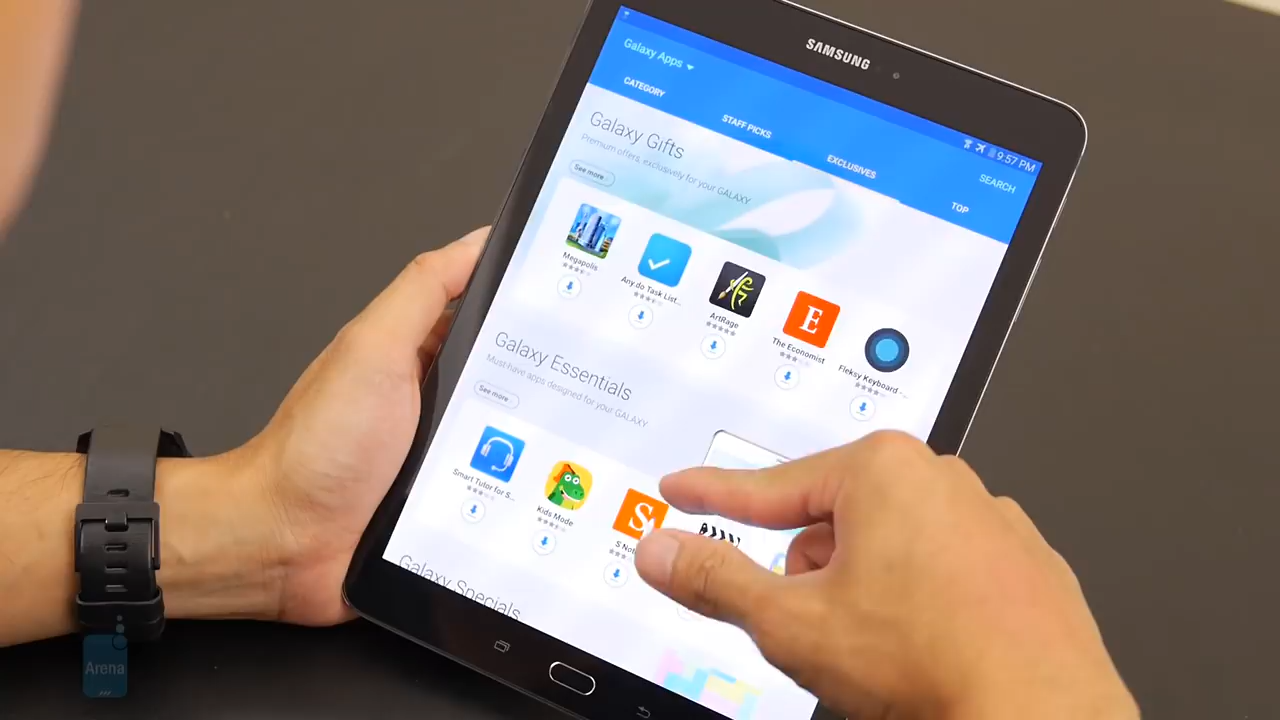 SAMSUNG
9:57 PM
Galaxy Apps
SEARCH
CATEGORY
STAFF PICKS
EXCLUSIVES
TOP
Galaxy Gifts
Premium offers, exclusively for your GALAXY
See more
Megapolis
Any.do Task List...
ArtRage
The Economist
Fleksy Keyboard -...
Galaxy Essentials
Must-have apps designed for your GALAXY
See more
Smart Tutor for S...
Kids Mode
Galaxy Specials
Arena